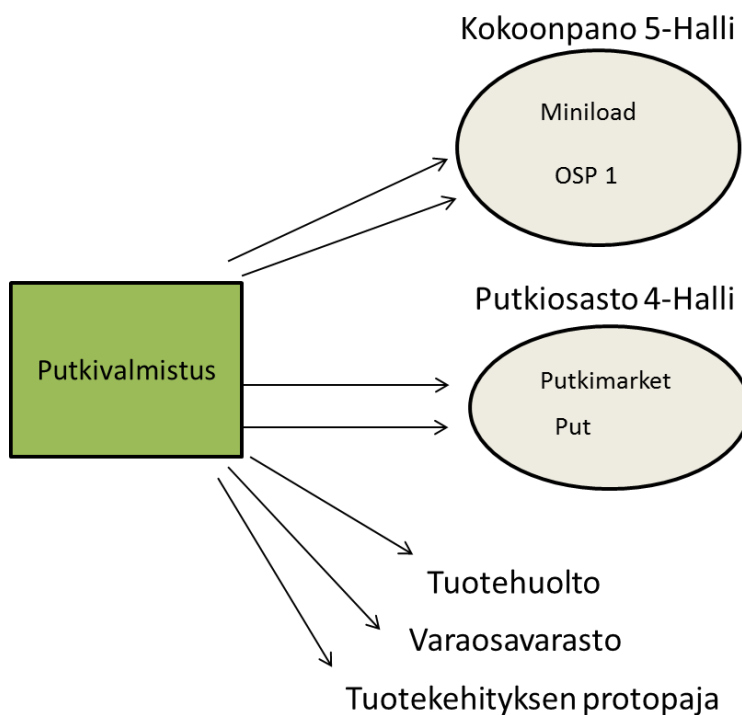 Kokoonpano 5-Halli
Miniload
OSP 1
Putkiosasto 4-Halli
Putkivalmistus
Putkimarket
Put
Tuotehuolto
Varaosavarasto
Tuotekehityksen protopaja